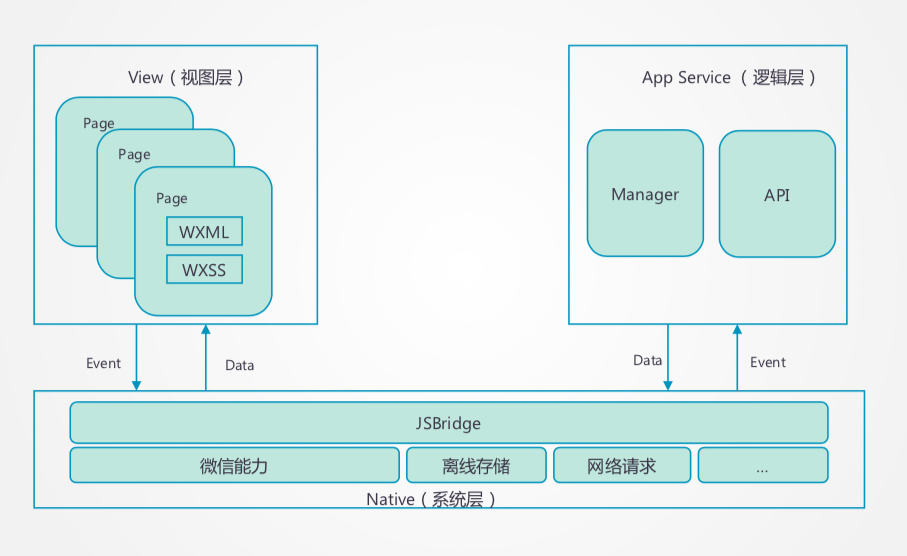 View（视图层）
Page
Page
Page
WXML
WXSS
App Service （逻辑层）
Manager
API
Event
Data
Data
Event
JSBridge
微信能力
离线存储
网络请求
...
Native（系统层）